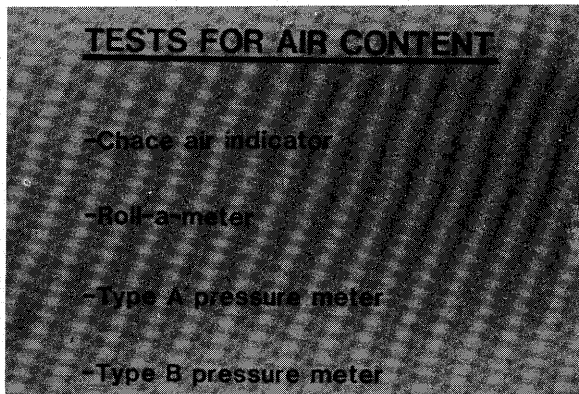 TESTS FOR AIR CONTENT
-Chace air indicator
-Roll-a-meter
-Type A pressure meter
-Type B pressure meter